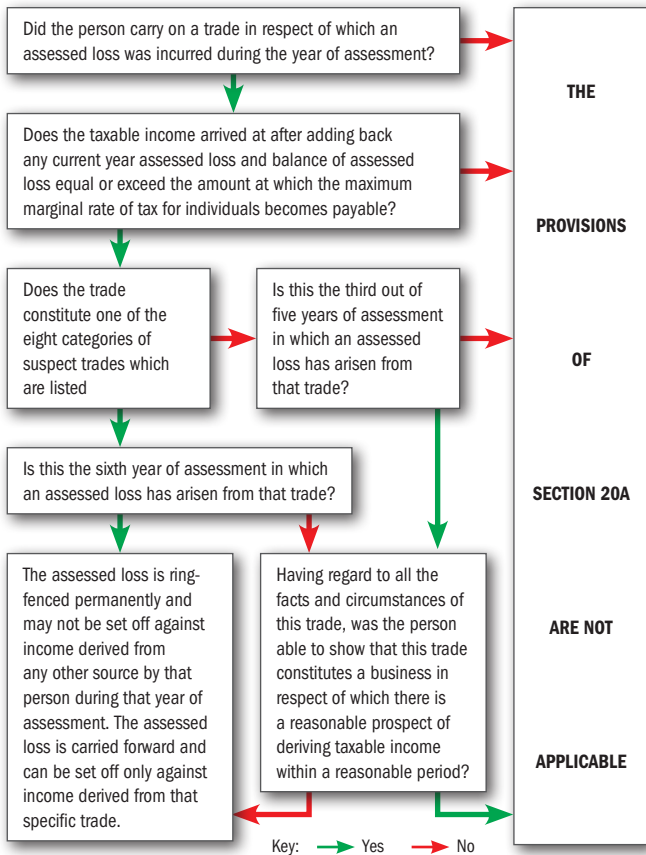 Did the person carry on a trade in respect of which an
assessed loss was incurred during the year of assessment?
Does the taxable income arrived at after adding back
any current year assessed loss and balance of assessed
loss equal or exceed the amount at which the maximum
marginal rate of tax for individuals becomes payable?
Does the trade
constitute one of the
eight categories of
suspect trades which
are listed
Is this the third out of
five years of assessment
in which an assessed
loss has arisen from
that trade?
Is this the sixth year of assessment in which
an assessed loss has arisen from that trade?
The assessed loss is ring-
fenced permanently and
may not be set off against
income derived from
any other source by that
person during that year of
assessment. The assessed
loss is carried forward and
can be set off only against
income derived from that
specific trade.
Having regard to all the
facts and circumstances of
this trade, was the person
able to show that this trade
constitutes a business in
respect of which there is
a reasonable prospect of
deriving taxable income
within a reasonable period?
THE
PROVISIONS
OF
SECTION 20A
ARE NOT
APPLICABLE
Key: Yes No